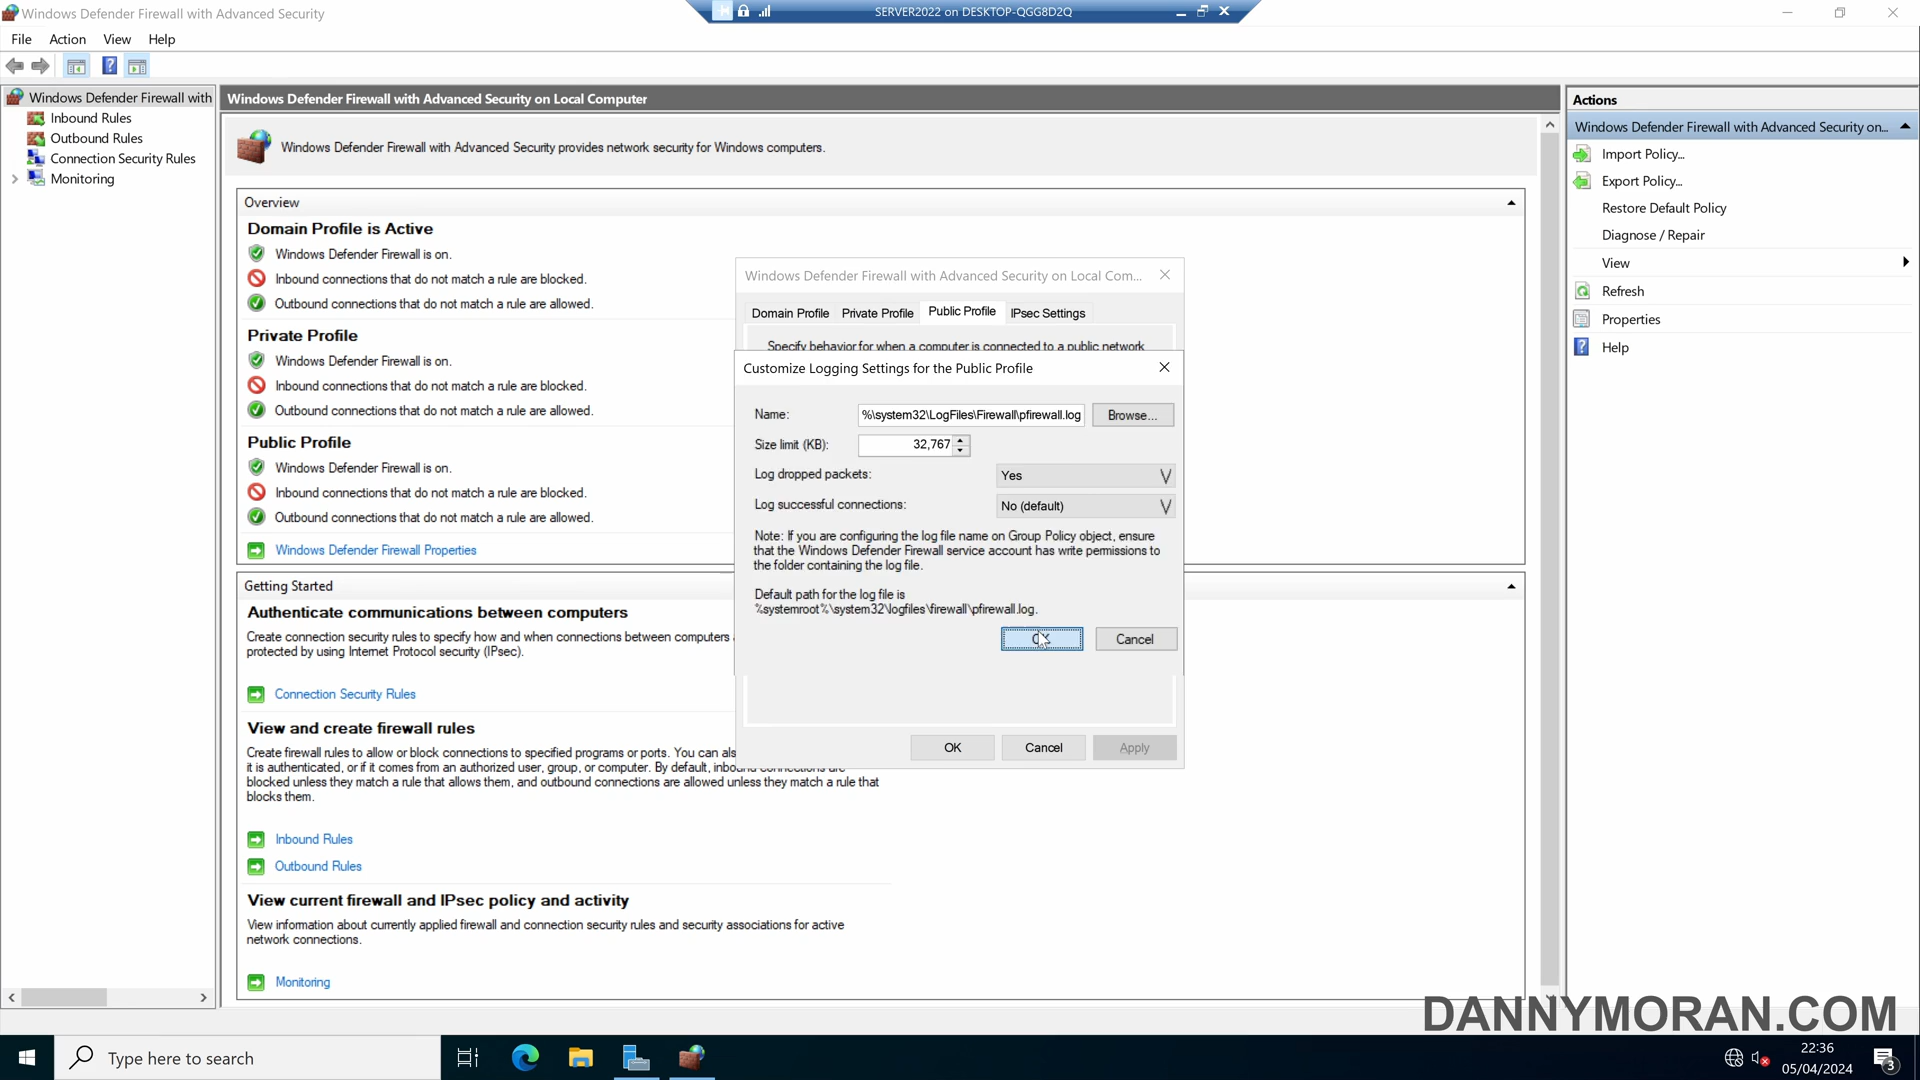 Windows Defender Firewall with Advanced Security
SERVER2022 on DESKTOP-QGG8D2Q
File Action View Help
Windows Defender Firewall with
Inbound Rules
Outbound Rules
Connection Security Rules
Monitoring
Windows Defender Firewall with Advanced Security on Local Computer
Windows Defender Firewall with Advanced Security provides network security for Windows computers.
Overview
Domain Profile is Active
Windows Defender Firewall is on.
Inbound connections that do not match a rule are blocked.
Outbound connections that do not match a rule are allowed.
Private Profile
Windows Defender Firewall is on.
Inbound connections that do not match a rule are blocked.
Outbound connections that do not match a rule are allowed.
Public Profile
Windows Defender Firewall is on.
Inbound connections that do not match a rule are blocked.
Outbound connections that do not match a rule are allowed.
Windows Defender Firewall Properties
Getting Started
Authenticate communications between computers
Create connection security rules to specify how and when connections between computers
protected by using Internet Protocol security (IPsec).
Connection Security Rules
View and create firewall rules
Create firewall rules to allow or block connections to specified programs or ports. You can als
it is authenticated, or if it comes from an authorized user, group, or computer. By default, inbound connections are
blocked unless they match a rule that allows them, and outbound connections are allowed unless they match a rule that
blocks them.
Inbound Rules
Outbound Rules
View current firewall and IPsec policy and activity
View information about currently applied firewall and connection security rules and security associations for active
network connections.
Monitoring
Windows Defender Firewall with Advanced Security on Local Com...
Domain Profile Private Profile Public Profile IPsec Settings
Specify behavior for when a computer is connected to a public network
Customize Logging Settings for the Public Profile
Name: %\system32\LogFiles\Firewall\pfirewall.log Browse...
Size limit (KB): 32,767
Log dropped packets: Yes
Log successful connections: No (default)
Note: If you are configuring the log file name on Group Policy object, ensure
that the Windows Defender Firewall service account has write permissions to
the folder containing the log file.
Default path for the log file is
%systemroot%\system32\logfiles\firewall\pfirewall.log.
OK Cancel
OK Cancel Apply
Actions
Windows Defender Firewall with Advanced Security on...
Import Policy...
Export Policy...
Restore Default Policy
Diagnose / Repair
View
Refresh
Properties
Help
DANNYMORAN.COM
Type here to search
22:36
05/04/2024
3